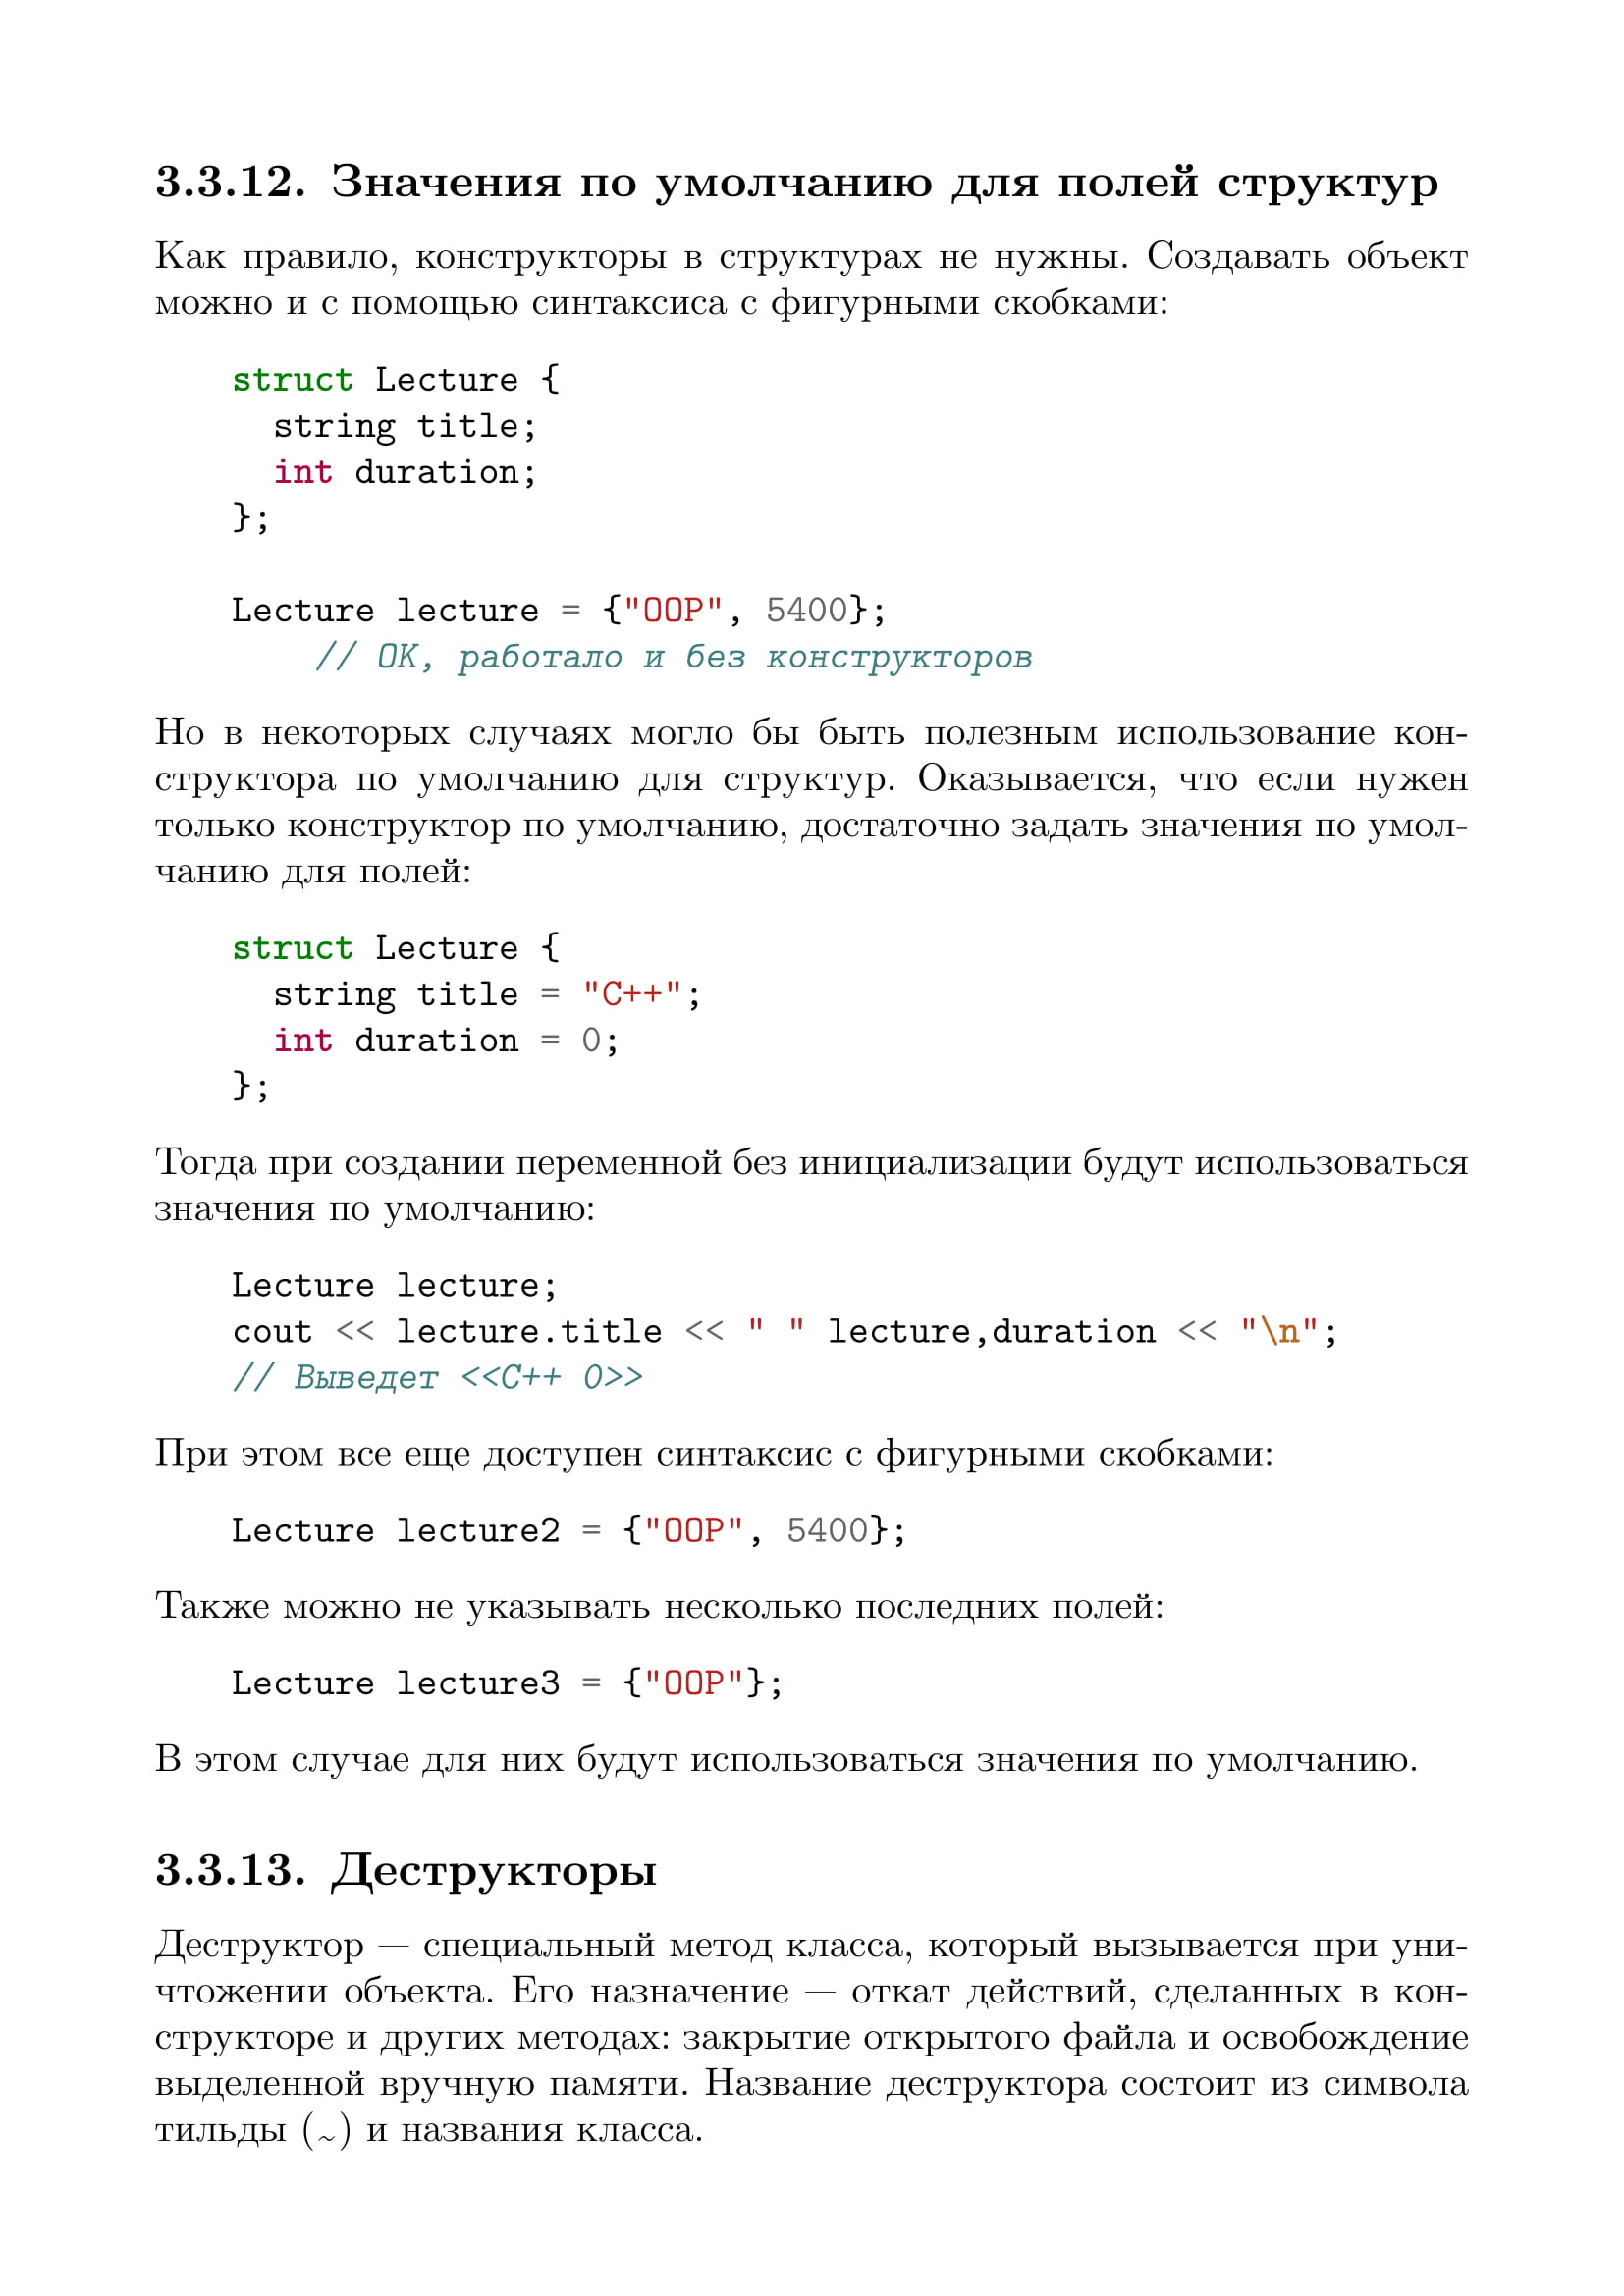 3.3.12. Значения по умолчанию для полей структур
Как правило, конструкторы в структурах не нужны. Создавать объект
можно и с помощью синтаксиса с фигурными скобками:
struct Lecture {
  string title;
  int duration;
};
Lecture lecture = {"OOP", 5400};
    // OK, работало и без конструкторов
Но в некоторых случаях могло бы быть полезным использование кон-
структора по умолчанию для структур. Оказывается, что если нужен
только конструктор по умолчанию, достаточно задать значения по умол-
чанию для полей:
struct Lecture {
  string title = "C++";
  int duration = 0;
};
Тогда при создании переменной без инициализации будут использоваться
значения по умолчанию:
Lecture lecture;
cout << lecture.title << " " lecture,duration << "\n";
// Выведет <<C++ 0>>
При этом все еще доступен синтаксис с фигурными скобками:
Lecture lecture2 = {"OOP", 5400};
Также можно не указывать несколько последних полей:
Lecture lecture3 = {"OOP"};
В этом случае для них будут использоваться значения по умолчанию.
3.3.13. Деструкторы
Деструктор — специальный метод класса, который вызывается при уни-
чтожении объекта. Его назначение — откат действий, сделанных в кон-
структоре и других методах: закрытие открытого файла и освобождение
выделенной вручную памяти. Название деструктора состоит из символа
тильды (~) и названия класса.